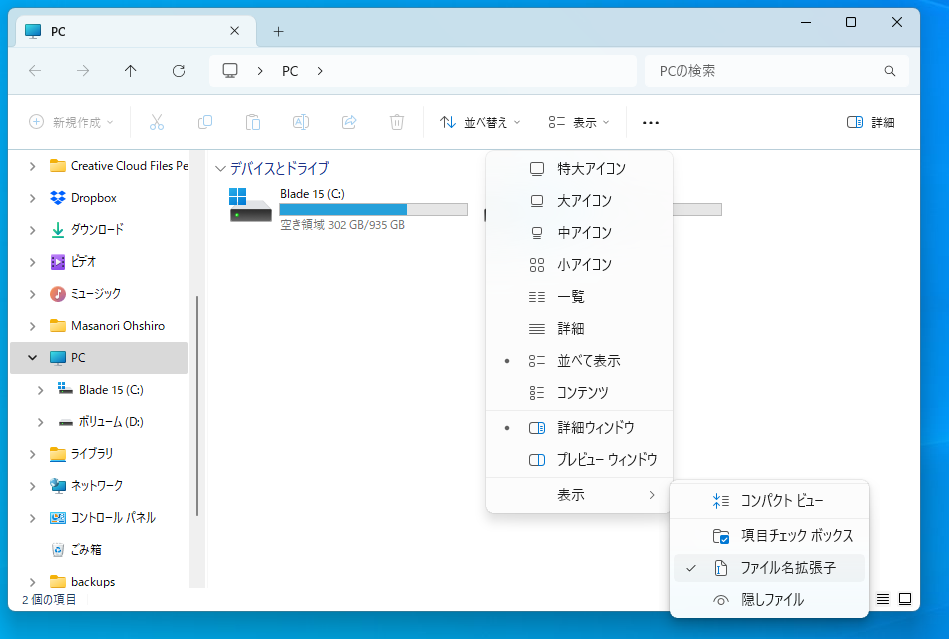 PC
PC
PCの検索
新規作成
並べ替え
表示
詳細
Creative Cloud Files Pe
Dropbox
ダウンロード
ビデオ
ミュージック
Masanori Ohshiro
PC
Blade 15 (C:)
ボリューム (D:)
ライブラリ
ネットワーク
コントロール パネル
ごみ箱
backups
デバイスとドライブ
Blade 15 (C:)
空き領域 302 GB/935 GB
特大アイコン
大アイコン
中アイコン
小アイコン
一覧
詳細
並べて表示
コンテンツ
詳細ウィンドウ
プレビュー ウィンドウ
表示
コンパクト ビュー
項目チェック ボックス
ファイル名拡張子
隠しファイル
2 個の項目